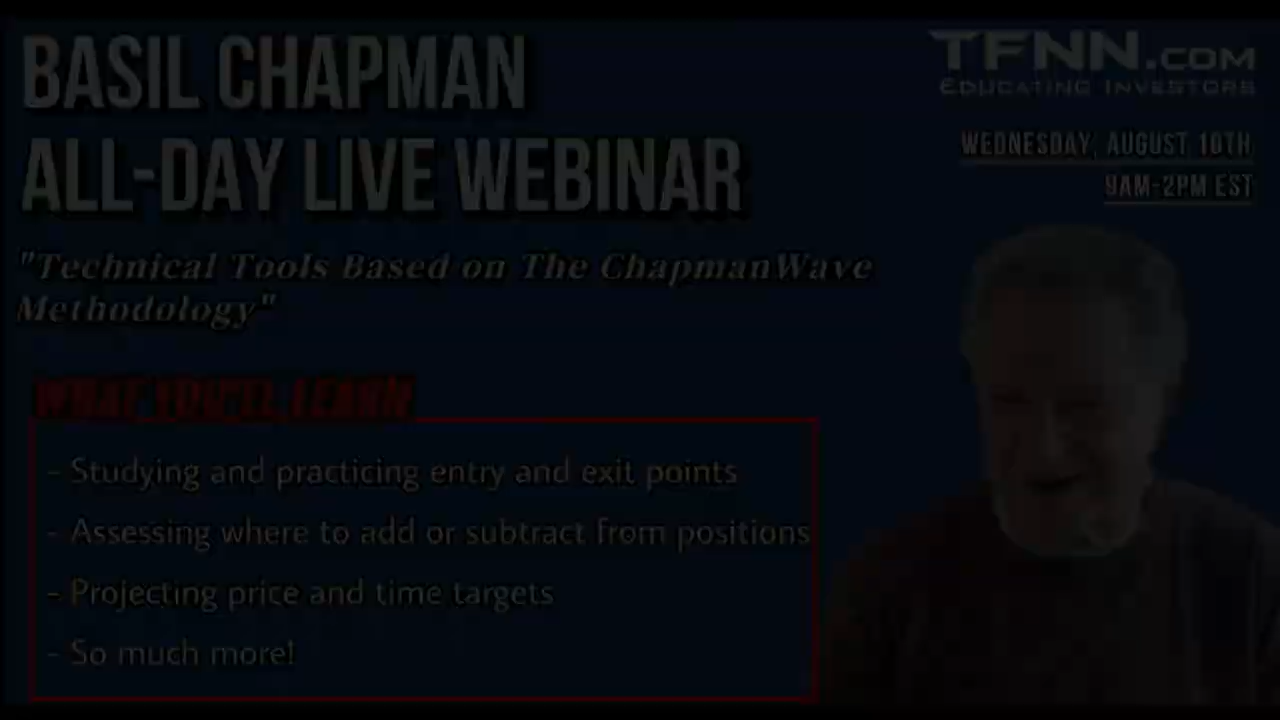 BASIL CHAPMAN
ALL-DAY LIVE WEBINAR
"Technical Tools Based on The ChapmanWave
Methodology"
TFNN.COM
EDUCATING INVESTORS
WEDNESDAY, AUGUST 10TH
9AM-2PM EST
WHAT YOU'LL LEARN
- Studying and practicing entry and exit points
- Assessing where to add or subtract from positions
- Projecting price and time targets
- So much more!